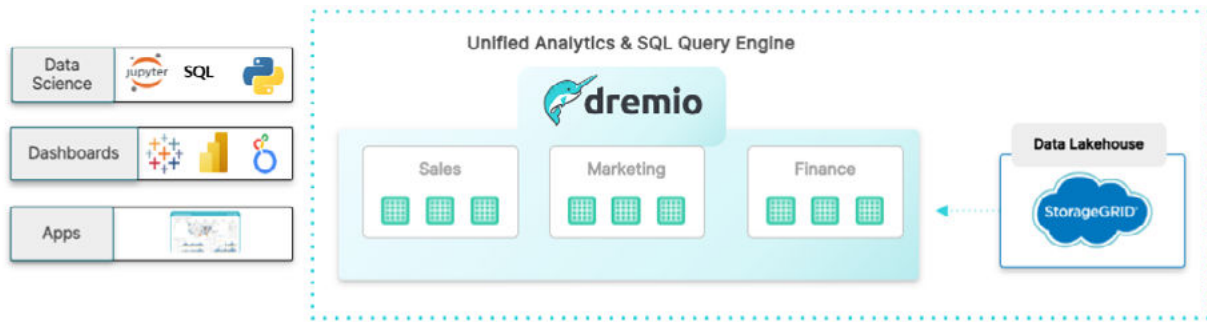 Data
Science
jupyter
SQL
Dashboards
Apps
Unified Analytics & SQL Query Engine
dremio
Sales
Marketing
Finance
Data Lakehouse
StorageGRID